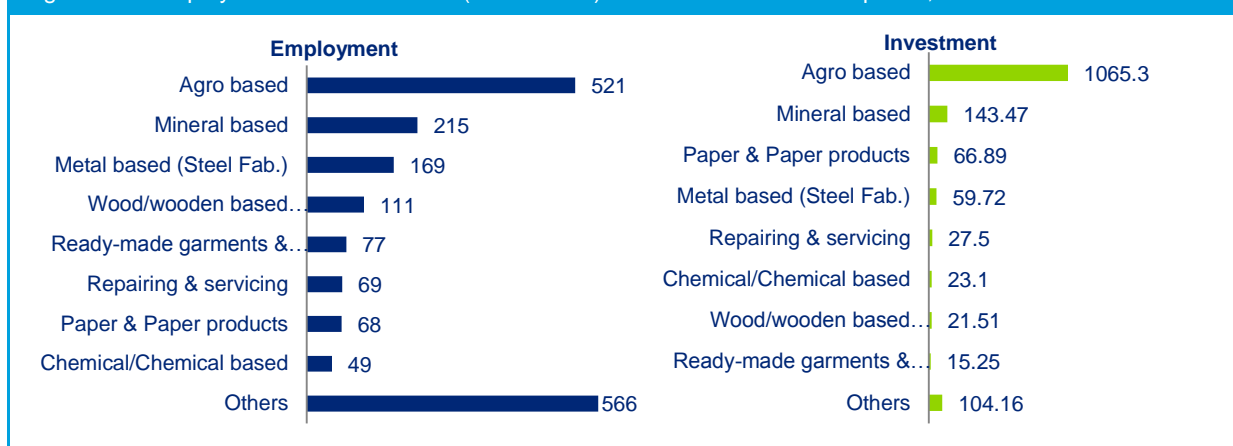 Employment
Agro based 521
Mineral based 215
Metal based (Steel Fab.) 169
Wood/wooden based… 111
Ready-made garments &… 77
Repairing & servicing 69
Paper & Paper products 68
Chemical/Chemical based 49
Others 566
Investment
Agro based 1065.3
Mineral based 143.47
Paper & Paper products 66.89
Metal based (Steel Fab.) 59.72
Repairing & servicing 27.5
Chemical/Chemical based 23.1
Wood/wooden based… 21.51
Ready-made garments &… 15.25
Others 104.16